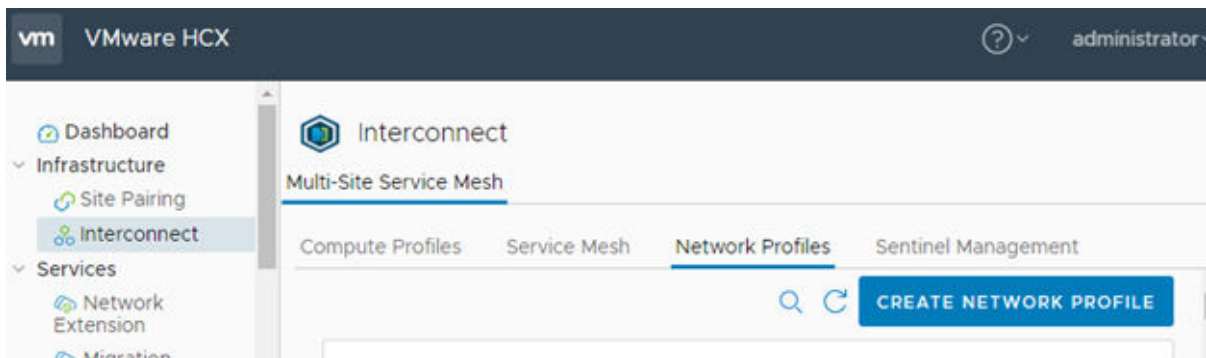 vm VMware HCX
? administrator
Dashboard
Infrastructure
Site Pairing
Interconnect
Services
Network
Extension
Migration
Interconnect
Multi-Site Service Mesh
Compute Profiles Service Mesh Network Profiles Sentinel Management
CREATE NETWORK PROFILE